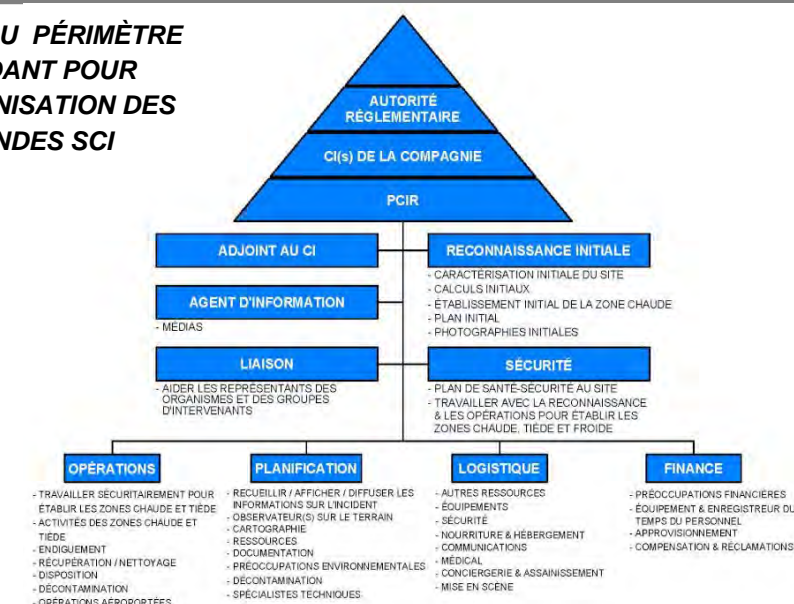 U PÉRIMÈTRE
DANT POUR
NISATION DES
NDES SCI
AUTORITÉ
RÉGLEMENTAIRE
CI(s) DE LA COMPAGNIE
PCIR
ADJOINT AU CI
RECONNAISSANCE INITIALE
- CARACTÉRISATION INITIALE DU SITE
- CALCULS INITIAUX
- ÉTABLISSEMENT INITIAL DE LA ZONE CHAUDE
- PLAN INITIAL
- PHOTOGRAPHIES INITIALES
AGENT D'INFORMATION
- MÉDIAS
LIAISON
- AIDER LES REPRÉSENTANTS DES
ORGANISMES ET DES GROUPES
D'INTERVENANTS
SÉCURITÉ
- PLAN DE SANTÉ-SÉCURITÉ AU SITE
- TRAVAILLER AVEC LA RECONNAISSANCE
& LES OPÉRATIONS POUR ÉTABLIR LES
ZONES CHAUDE, TIÈDE ET FROIDE
OPÉRATIONS
- TRAVAILLER SÉCURITAIREMENT POUR
ÉTABLIR LES ZONES CHAUDE ET TIÈDE
- ACTIVITÉS DES ZONES CHAUDE ET
TIÈDE
- ENDIGUEMENT
- RÉCUPÉRATION / NETTOYAGE
- DISPOSITION
- DÉCONTAMINATION
- OPÉRATIONS AÉROPORTÉES
PLANIFICATION
- RECUEILLIR / AFFICHER / DIFFUSER LES
INFORMATIONS SUR L'INCIDENT
- OBSERVATEUR(S) SUR LE TERRAIN
- CARTOGRAPHIE
- RESSOURCES
- DOCUMENTATION
- PRÉOCCUPATIONS ENVIRONNEMENTALES
- DÉCONTAMINATION
- SPÉCIALISTES TECHNIQUES
LOGISTIQUE
- AUTRES RESSOURCES
- ÉQUIPEMENTS
- SÉCURITÉ
- NOURRITURE & HÉBERGEMENT
- COMMUNICATIONS
- MÉDICAL
- CONCIERGERIE & ASSAINISSEMENT
- MISE EN SCÈNE
FINANCE
- PRÉOCCUPATIONS FINANCIÈRES
- ÉQUIPEMENT & ENREGISTREUR DU
TEMPS DU PERSONNEL
- APPROVISIONNEMENT
- COMPENSATION & RÉCLAMATIONS